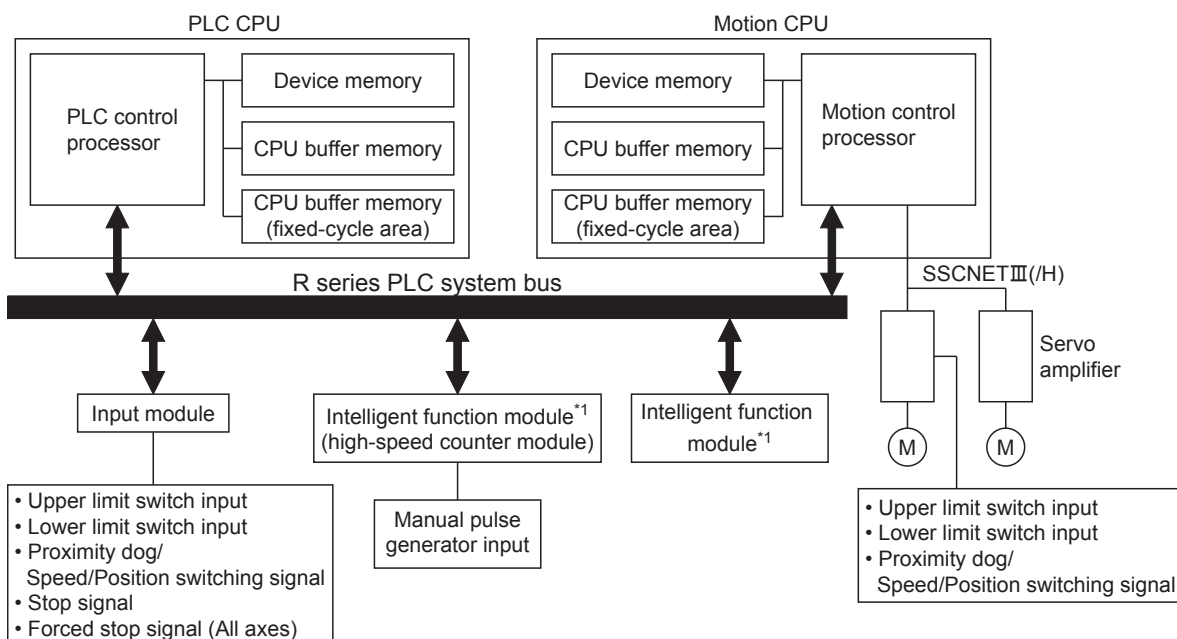 PLC CPU
PLC control
processor
Device memory
CPU buffer memory
CPU buffer memory
(fixed-cycle area)
Motion CPU
Device memory
CPU buffer memory
CPU buffer memory
(fixed-cycle area)
Motion control
processor
R series PLC system bus
SSCNETⅢ(/H)
Servo
amplifier
M
M
Input module
• Upper limit switch input
• Lower limit switch input
• Proximity dog/
Speed/Position switching signal
• Stop signal
• Forced stop signal (All axes)
Intelligent function module*1
(high-speed counter module)
Manual pulse
generator input
Intelligent function
module*1
• Upper limit switch input
• Lower limit switch input
• Proximity dog/
Speed/Position switching signal